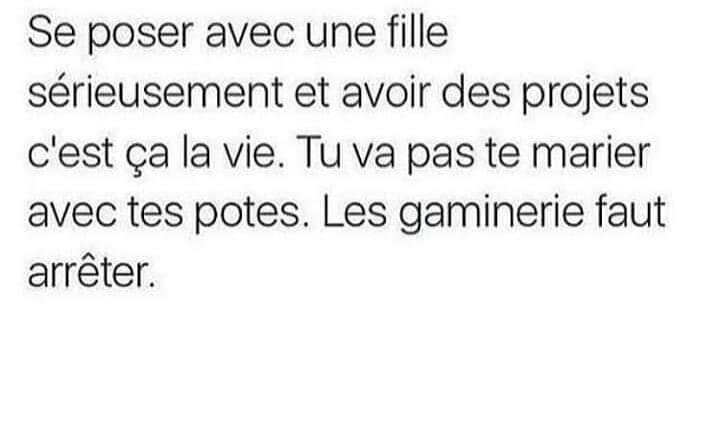 Se poser avec une fille
sérieusement et avoir des projets
c'est ça la vie. Tu va pas te marier
avec tes potes. Les gaminerie faut
arrêter.